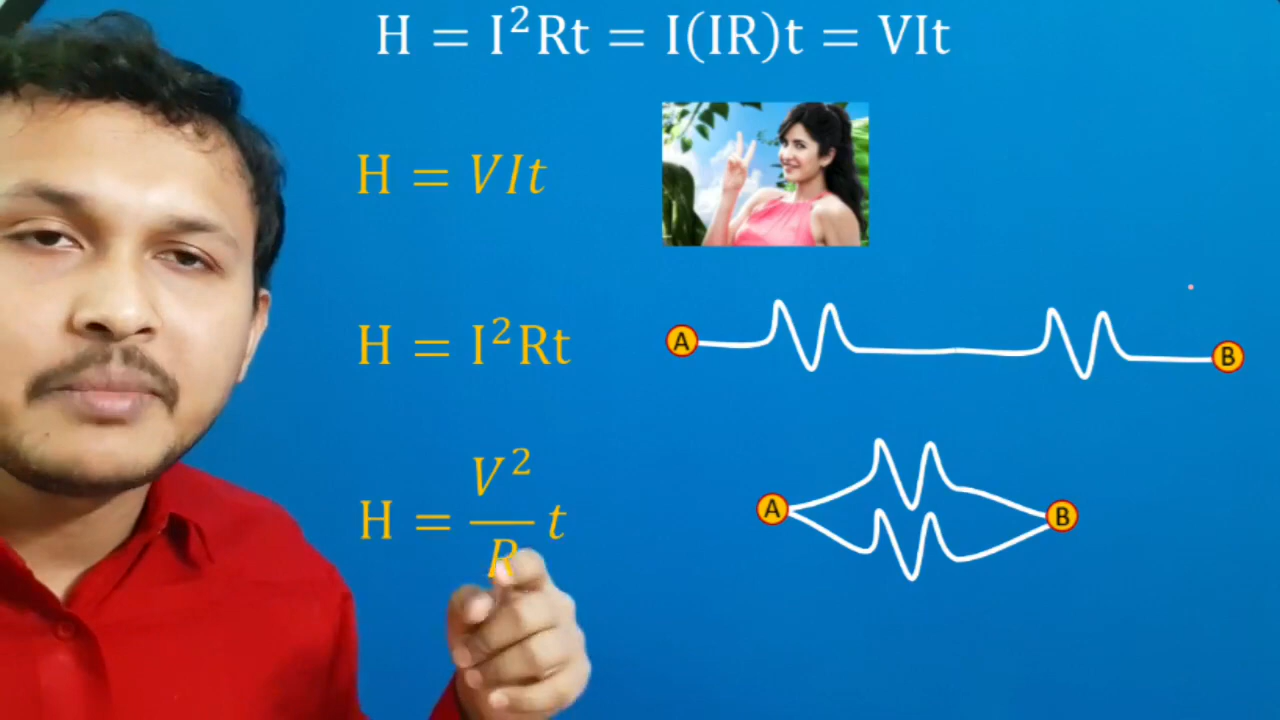 H = I²Rt = I(IR)t = VIt
H = VIt
H = I²Rt
A B
H = V²/R t
A B